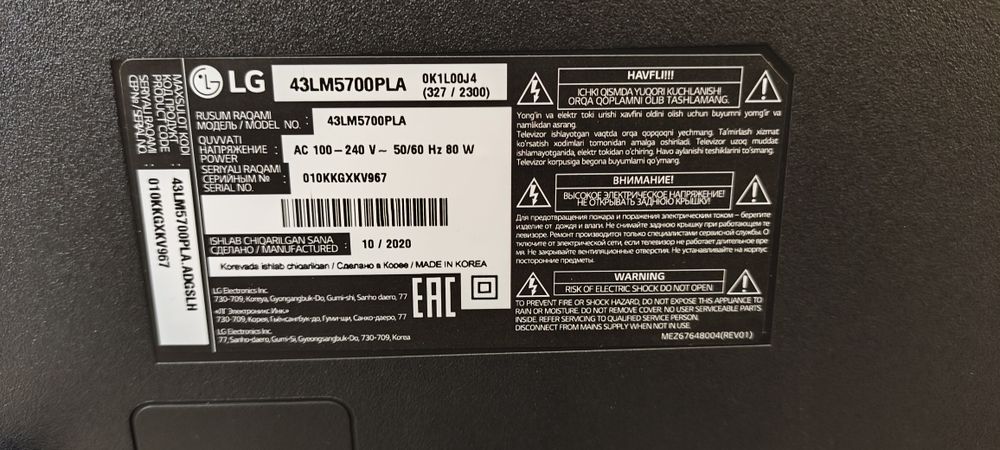 LG
43LM5700PLA
0K1L00J4
(327 / 2300)
RUSUM RAQAMI
МОДЕЛЬ / MODEL NO. :
43LM5700PLA
QUVVATI
НАПРЯЖЕНИЕ :
POWER
AC 100-240 V~ 50/60 Hz 80 W
SERIYALI RAQAMI
СЕРИЙНЫМ № :
SERIAL NO.
010KKGXKV967
ISHLAB CHIQARILGAN SANA
СДЕЛАНО / MANUFACTURED :
10 / 2020
Koreyada ishlab chiqarilgan / Сделано в Корее / MADE IN KOREA
LG Electronics Inc.
730-709, Koreya, Gyongangbuk-Do, Gumi-shi, Sanho daero, 77
«ЛГ Электроникс Инк.»
730-709, Корея, Гьёнсангбук-до, Гуми-щи, Санхо-даеро, 77
LG Electronics Inc.
77, Sanho-daero, Gumi-Si, Gyeongsangbuk-Do, 730-709, Korea
EAC
MAXSULOT KODI
КОД ПРОДУКТ
PRODUCT CODE :
SERIYALI RAQAMI
43LM5700PLA.ADGSLJH
010KKGXKV967
HAVFLI!!!
ICHKI QISMDA YUQORI KUCHLANISH!
ORQA QOPLAMNI OLIB TASHLAMANG.
Yong'in va elektr toki urishi xavfini oldini olish uchun buyumni yomg'ir va
namlikdan asrang.
Televizor ishlayotgan vaqtda orqa qopqoqni yechmang. Ta'mirlash xizmat
ko'rsatish xodimlari tomonidan amalga oshiriladi. Televizor uzoq muddat
ishlamayotganida, elektr tokidan o'chiring. Havo aylanishi teshiklarini to'smang.
Televizor korpusiga begona buyumlarni qo'ymang.
ВНИМАНИЕ!
ВЫСОКОЕ ЭЛЕКТРИЧЕСКОЕ НАПРЯЖЕНИЕ!
НЕ ОТКРЫВАТЬ ЗАДНЮЮ КРЫШКУ!
Для предотвращения пожара и поражения электрическим током – берегите
изделие от дождя и влаги. Не снимайте заднюю крышку при работающем те
левизоре. Ремонт производится только специалистами сервисной службы. О
тключите от электрической сети, если телевизор не работает длительное вре
мя. Не закрывайте вентиляционные отверстия. Не устанавливайте на корпус
посторонние предметы.
WARNING
RISK OF ELECTRIC SHOCK DO NOT OPEN
TO PREVENT FIRE OR SHOCK HAZARD, DO NOT EXPOSE THIS APPLIANCE TO
RAIN OR MOISTURE. DO NOT REMOVE COVER. NO USER SERVICEABLE PARTS
INSIDE. REFER SERVICING TO QUALIFIED SERVICE PERSON.
DISCONNECT FROM MAINS SUPPLY WHEN NOT IN USE.
MEZ67648004(REV01)